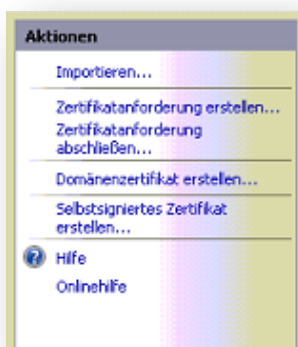 Aktionen
Importieren...
Zertifikatanforderung erstellen...
Zertifikatanforderung
abschließen...
Domänenzertifikat erstellen...
Selbstsigniertes Zertifikat
erstellen...
Hilfe
Onlinehilfe